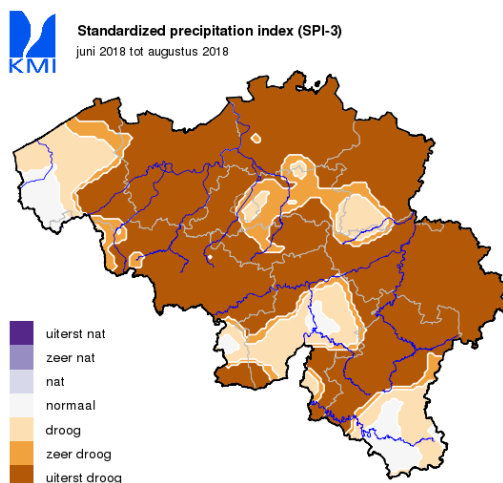 KMI
Standardized precipitation index (SPI-3)
juni 2018 tot augustus 2018
uiterst nat
zeer nat
nat
normaal
droog
zeer droog
uiterst droog